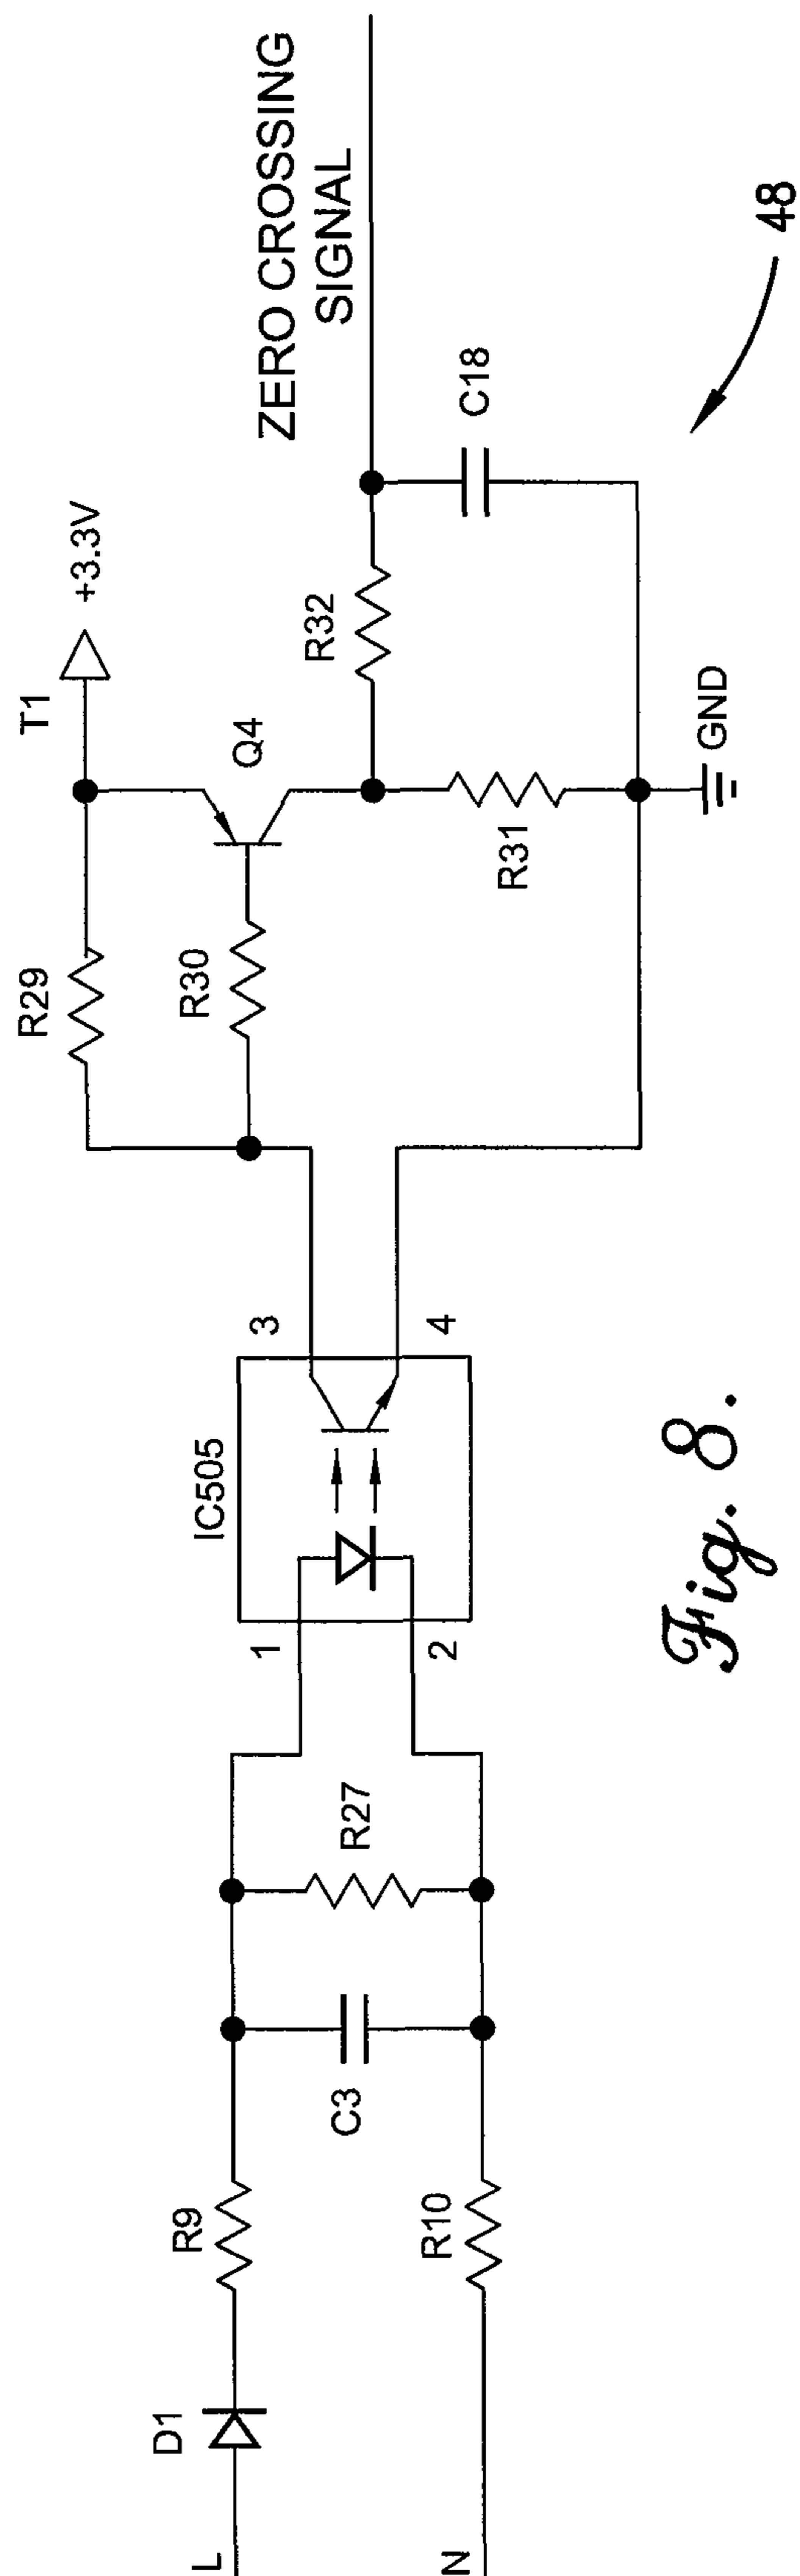 L
N
D1
R9
R10
C3
R27
1
2
IC505
3
4
R29
R30
Q4
T1
+3.3V
R31
GND
R32
C18
ZERO CROSSING
SIGNAL
48
Fig. 8.